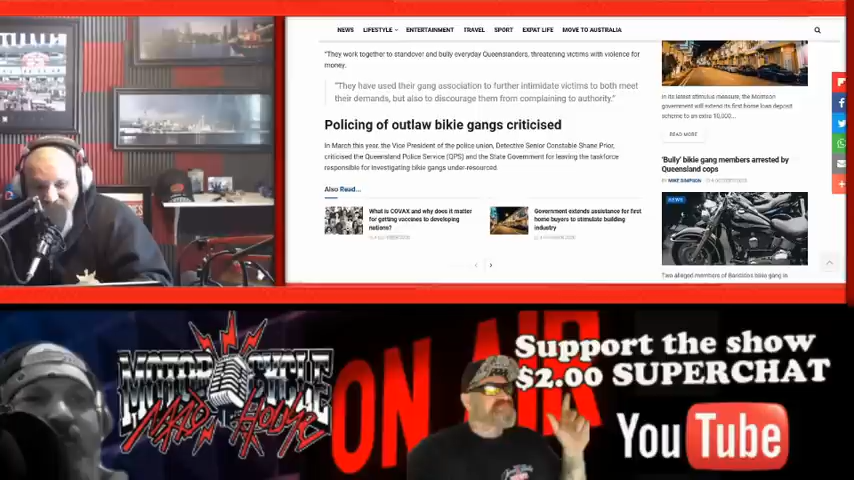 NEWS LIFESTYLE ENTERTAINMENT TRAVEL SPORT EXPAT LIFE MOVE TO AUSTRALIA
"They work together to standover and bully everyday Queenslanders, threatening victims with violence for
money.
"They have used their gang association to further intimidate victims to both meet
their demands, but also to discourage them from complaining to authority."
Policing of outlaw bikie gangs criticised
In March this year, the Vice President of the police union, Detective Senior Constable Shane Prior,
criticised the Queensland Police Service (QPS) and the State Government for leaving the taskforce
responsible for investigating bikie gangs under-resourced.
Also Read...
What is COVAX and why does it matter
for getting vaccines to developing
nations?
Government extends assistance for first
home buyers to stimulate building
industry
In its latest stimulus measure, the Morrison
government will extend its first home loan deposit
scheme to an extra 10,000...
READ MORE
'Bully' bikie gang members arrested by
Queensland cops
BY MIKE SIMPSON
NEWS
Two alleged members of Bandidos bikie gang in
MOTORCYCLE
MAD HOUSE
ON AIR
Support the show
$2.00 SUPERCHAT
YouTube